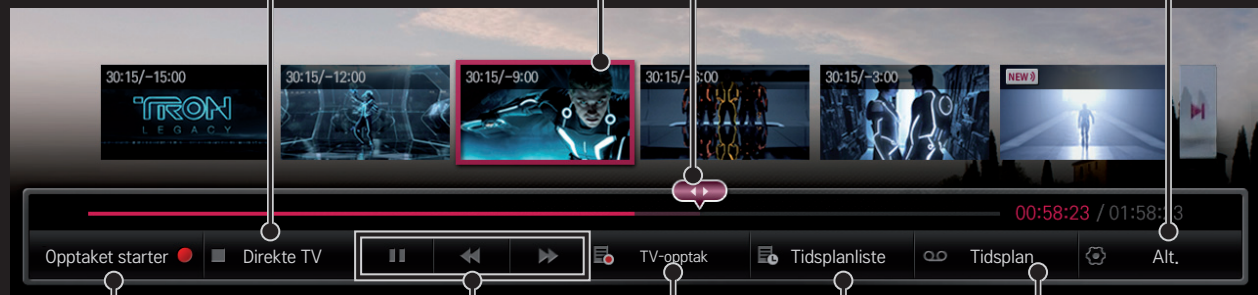 30:15/-15:00 30:15/-12:00 30:15/-9:00 30:15/-6:00 30:15/-3:00 NEW
TRON
LEGACY
00:58:23 / 01:58:23
Opptaket starter Direkte TV TV-opptak Tidsplanliste Tidsplan Alt.